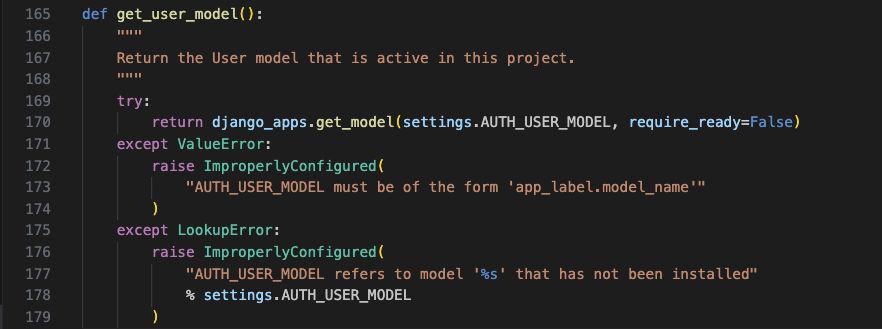 165 def get_user_model():
166     """
167     Return the User model that is active in this project.
168     """
169     try:
170         return django_apps.get_model(settings.AUTH_USER_MODEL, require_ready=False)
171     except ValueError:
172         raise ImproperlyConfigured(
173             "AUTH_USER_MODEL must be of the form 'app_label.model_name'"
174         )
175     except LookupError:
176         raise ImproperlyConfigured(
177             "AUTH_USER_MODEL refers to model '%s' that has not been installed"
178             % settings.AUTH_USER_MODEL
179         )